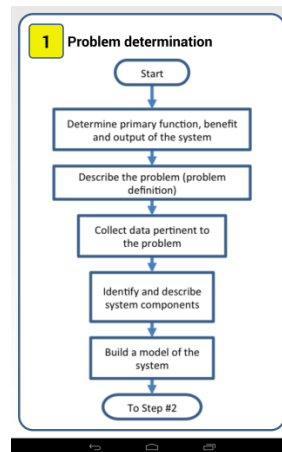 1 Problem determination
Start
Determine primary function, benefit
and output of the system
Describe the problem (problem
definition)
Collect data pertinent to
the problem
Identify and describe
system components
Build a model of the
system
To Step #2